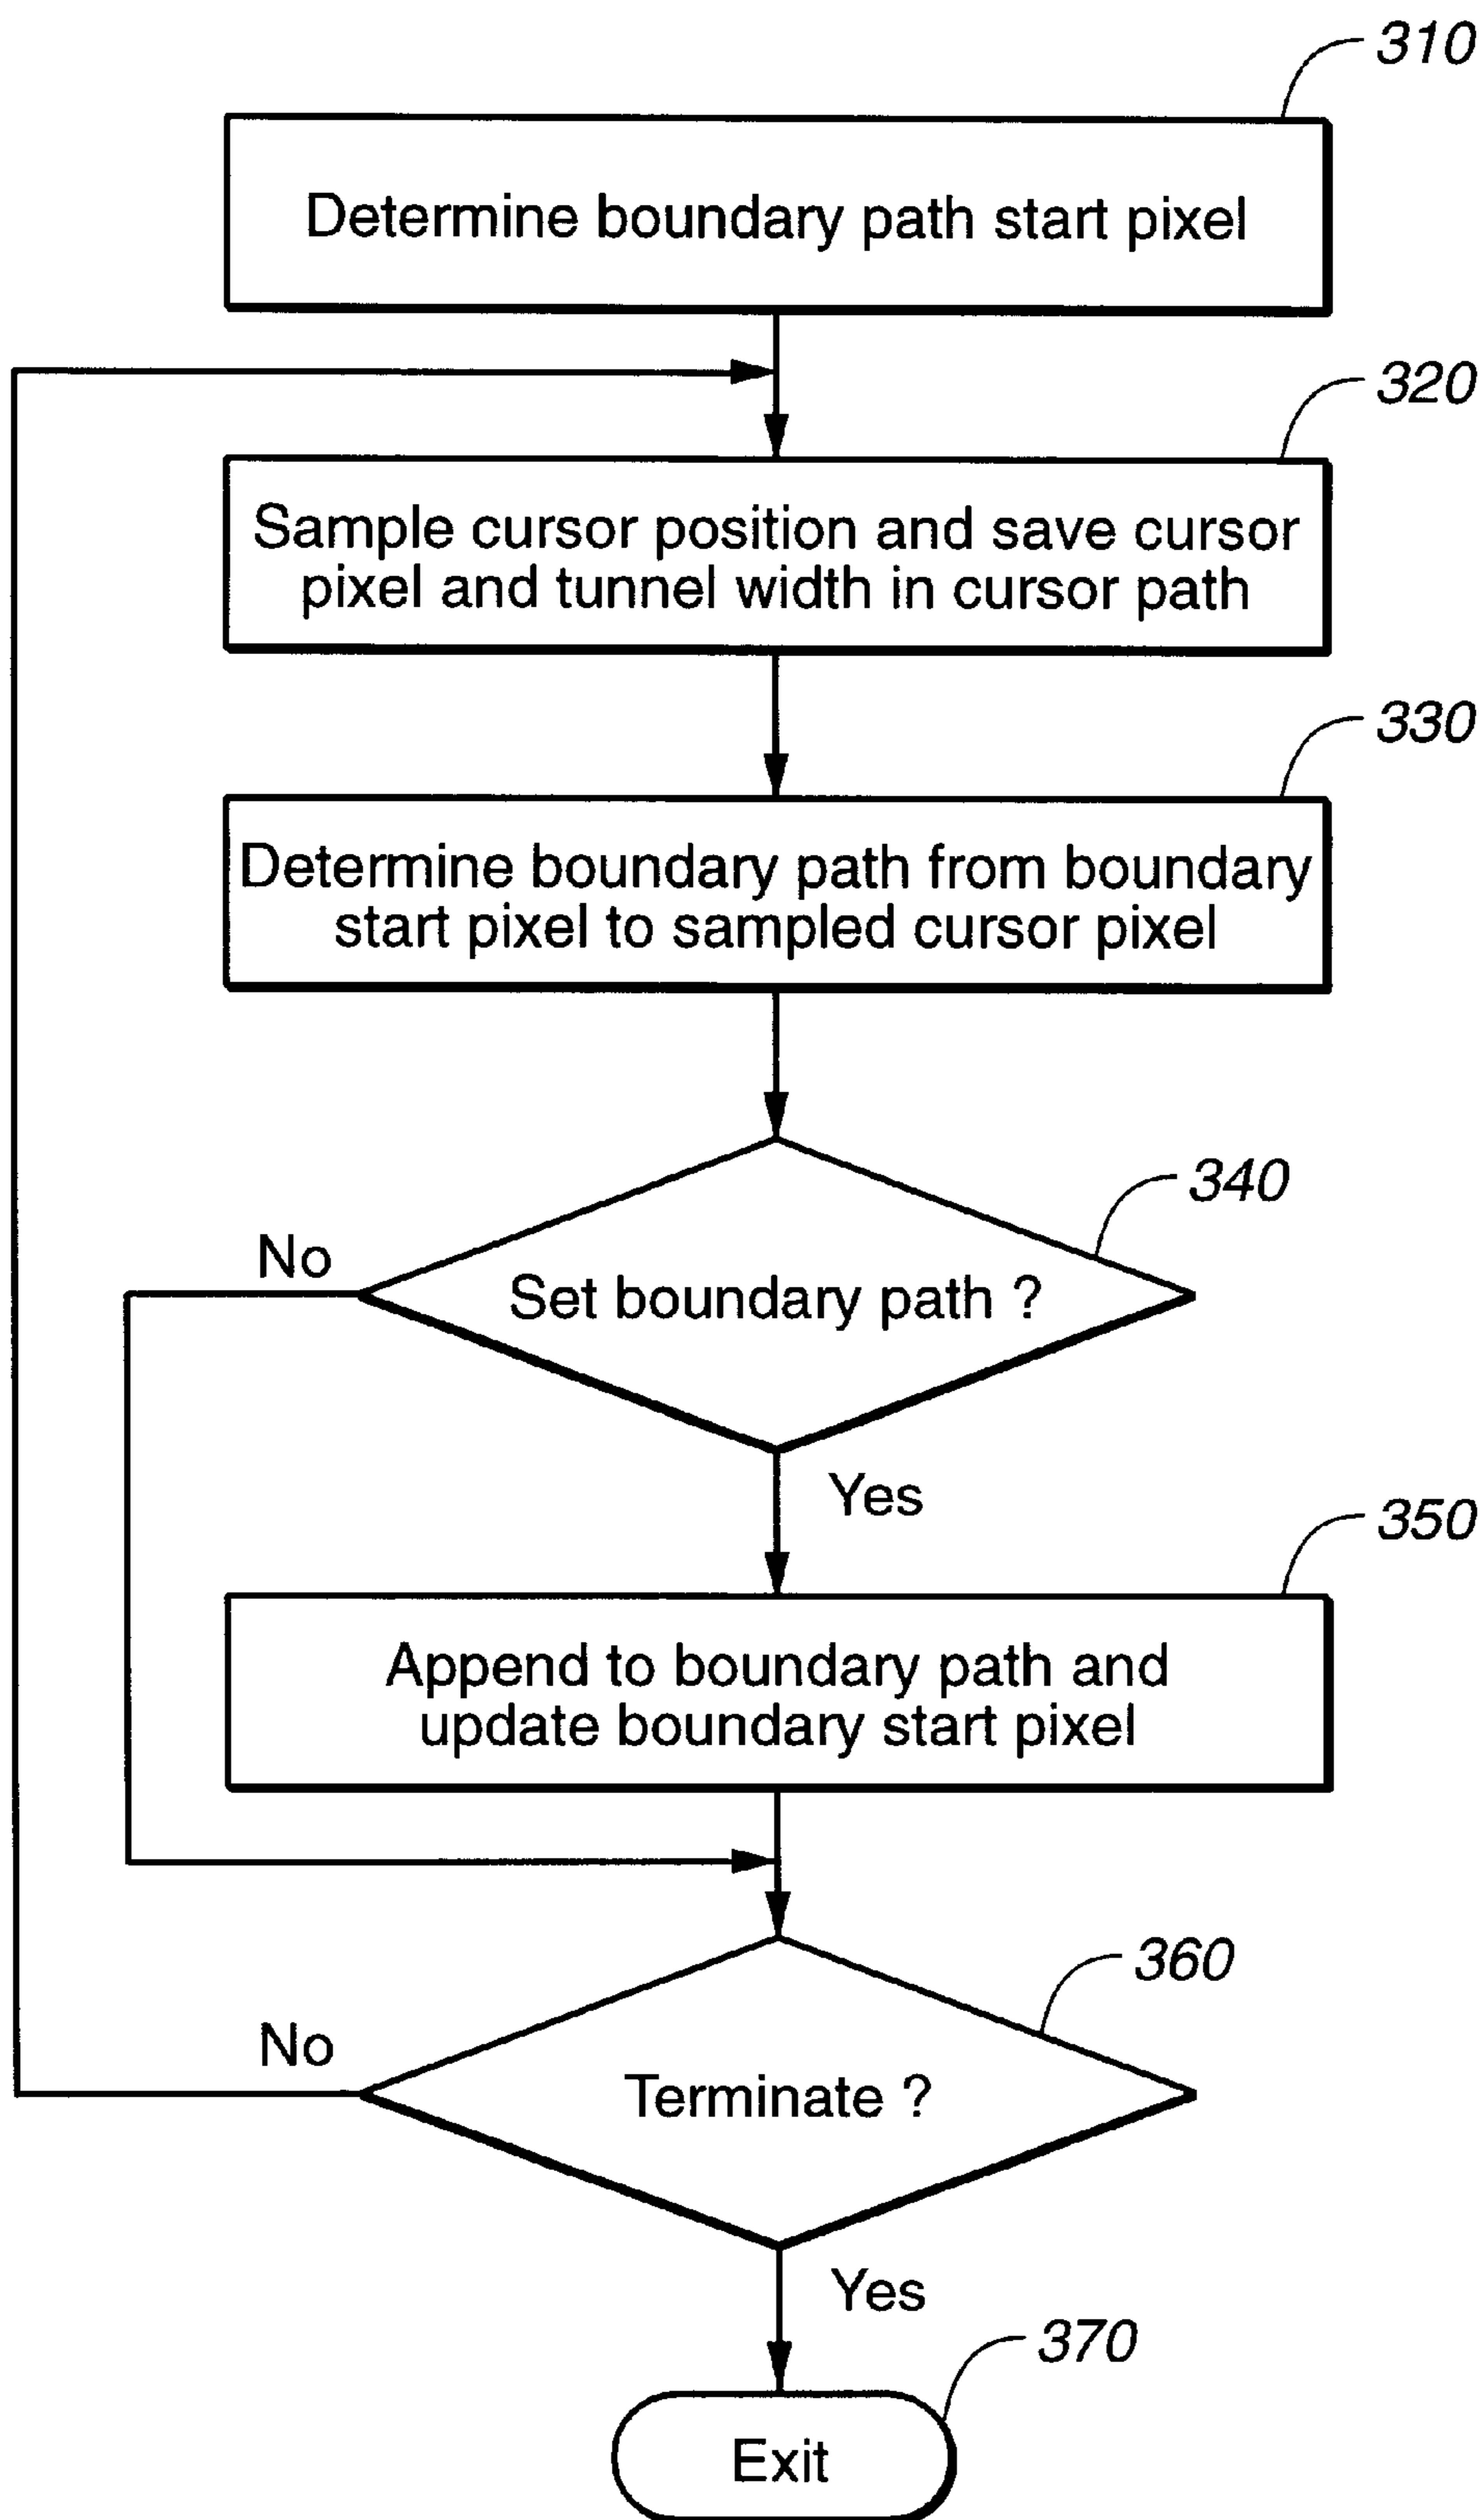 310
Determine boundary path start pixel
320
Sample cursor position and save cursor
pixel and tunnel width in cursor path
330
Determine boundary path from boundary
start pixel to sampled cursor pixel
340
No
Set boundary path ?
Yes
350
Append to boundary path and
update boundary start pixel
360
No
Terminate ?
Yes
370
Exit